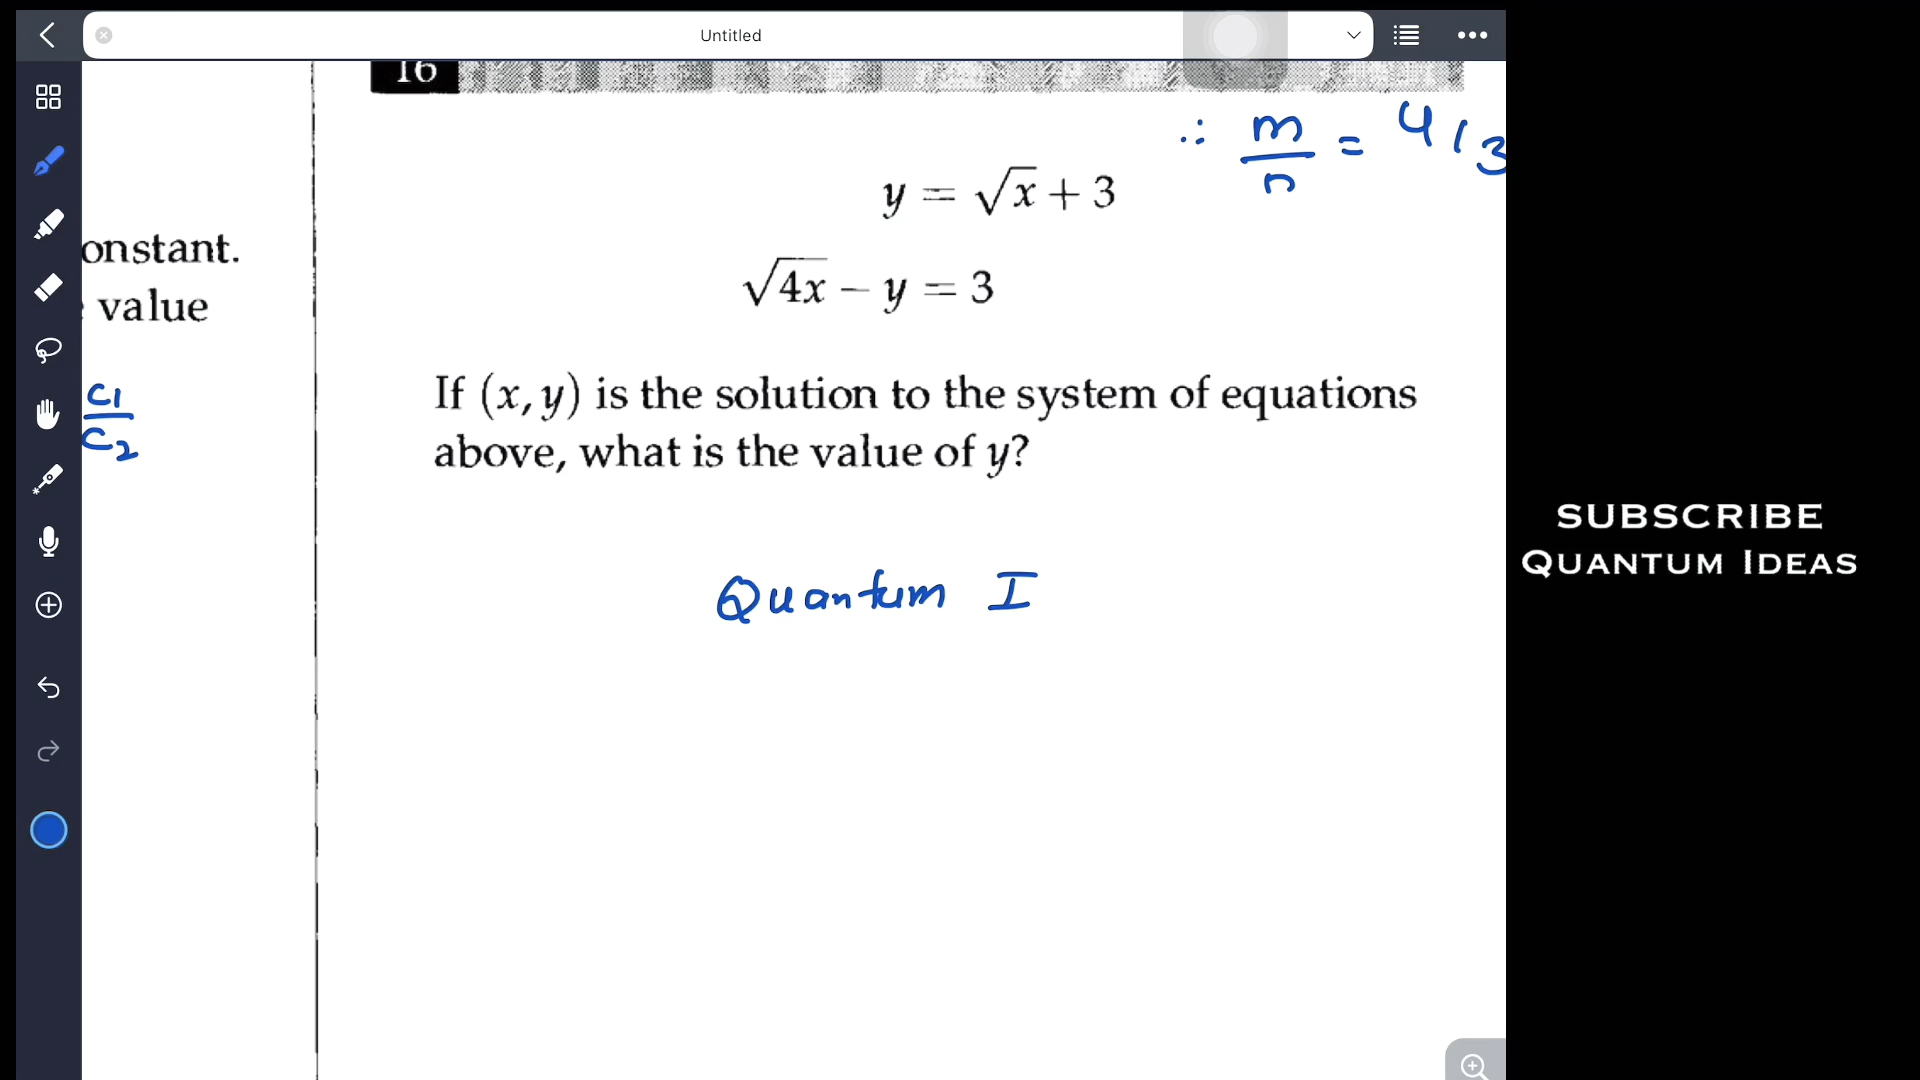 Untitled
16
∴ m/n = 4/3
y = √x + 3
onstant.
√4x − y = 3
value
If (x, y) is the solution to the system of equations
above, what is the value of y?
C1/C2
SUBSCRIBE
QUANTUM IDEAS
Quantum I